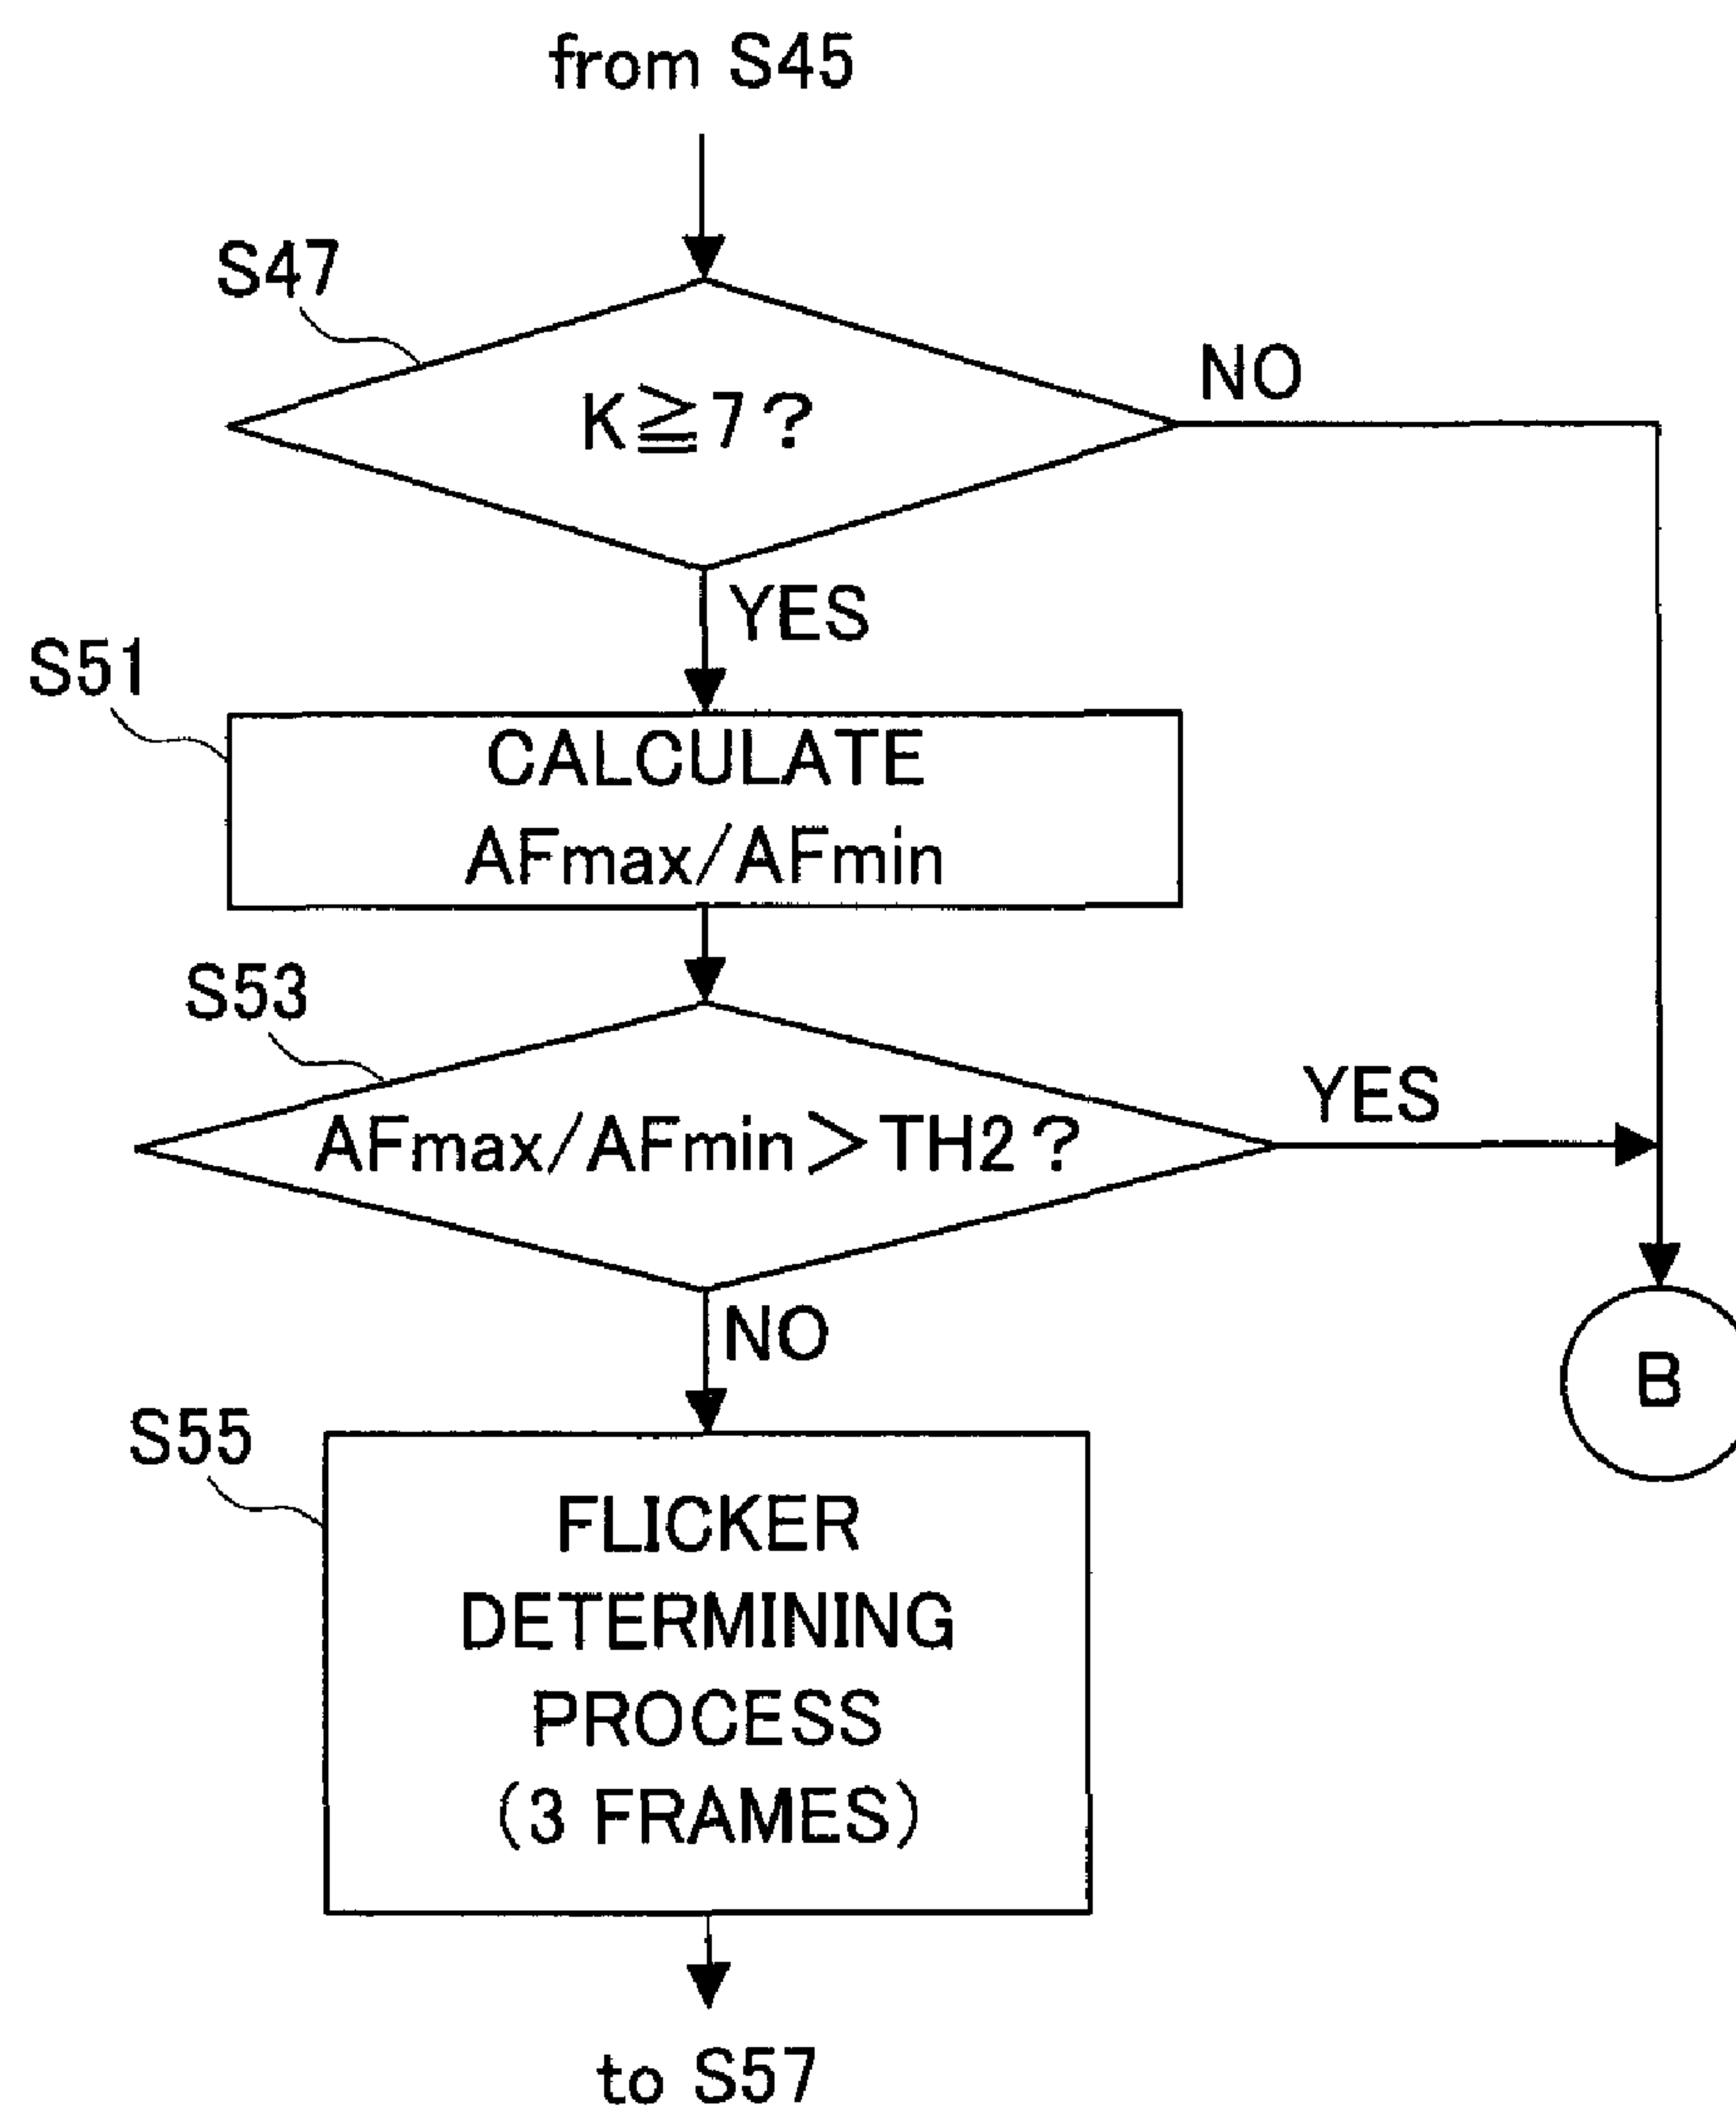 from S45
S47
K≧7?
NO
YES
S51
CALCULATE
AFmax/AFmin
S53
AFmax/AFmin>TH2?
YES
NO
B
S55
FLICKER
DETERMINING
PROCESS
(3 FRAMES)
to S57